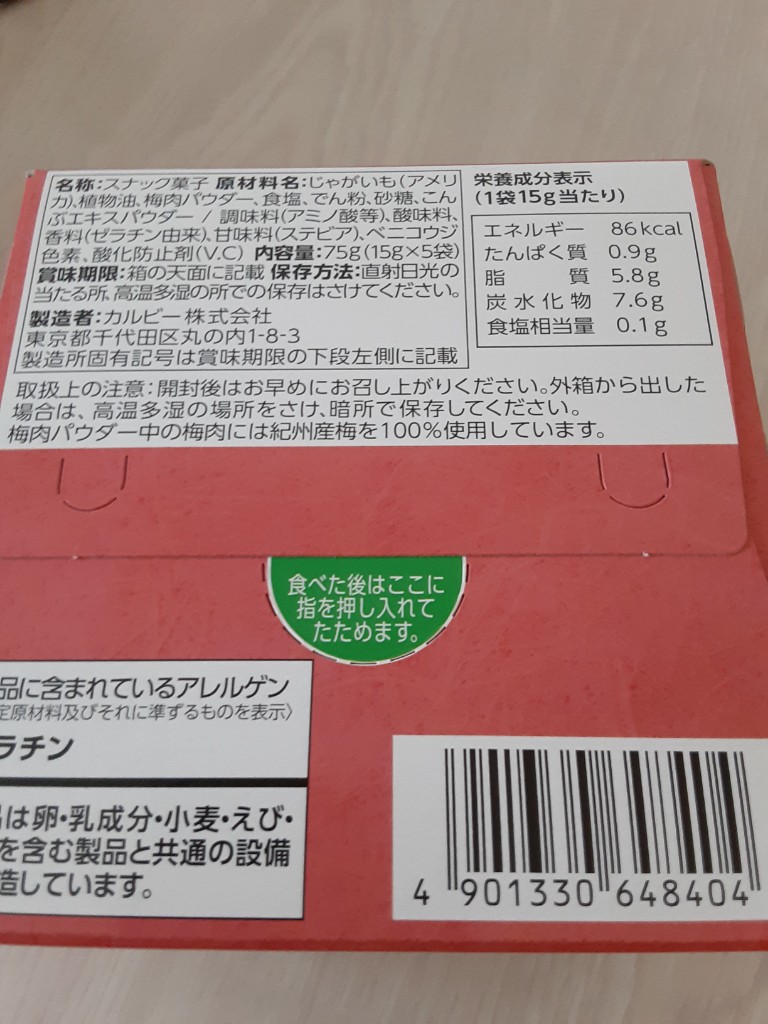 名称:スナック菓子 原材料名:じゃがいも(アメリ
カ)、植物油、梅肉パウダー、食塩、でん粉、砂糖、こん
ぶエキスパウダー / 調味料(アミノ酸等)、酸味料、
香料(ゼラチン由来)、甘味料(ステビア)、ベニコウジ
色素、酸化防止剤(V.C) 内容量:75g(15g×5袋)
賞味期限:箱の天面に記載 保存方法:直射日光の
当たる所、高温多湿の所での保存はさけてください。
製造者:カルビー株式会社
東京都千代田区丸の内1-8-3
製造所固有記号は賞味期限の下段左側に記載
栄養成分表示
(1袋15g当たり)
エネルギー 86kcal
たんぱく質 0.9g
脂質 5.8g
炭水化物 7.6g
食塩相当量 0.1g
取扱上の注意:開封後はお早めにお召し上がりください。外箱から出した
場合は、高温多湿の場所をさけ、暗所で保存してください。
梅肉パウダー中の梅肉には紀州産梅を100%使用しています。
食べた後はここに
指を押し入れて
たためます。
品に含まれているアレルゲン
定原材料及びそれに準ずるものを表示〉
ラチン
は卵・乳成分・小麦・えび・
を含む製品と共通の設備
造しています。
4 901330 648404